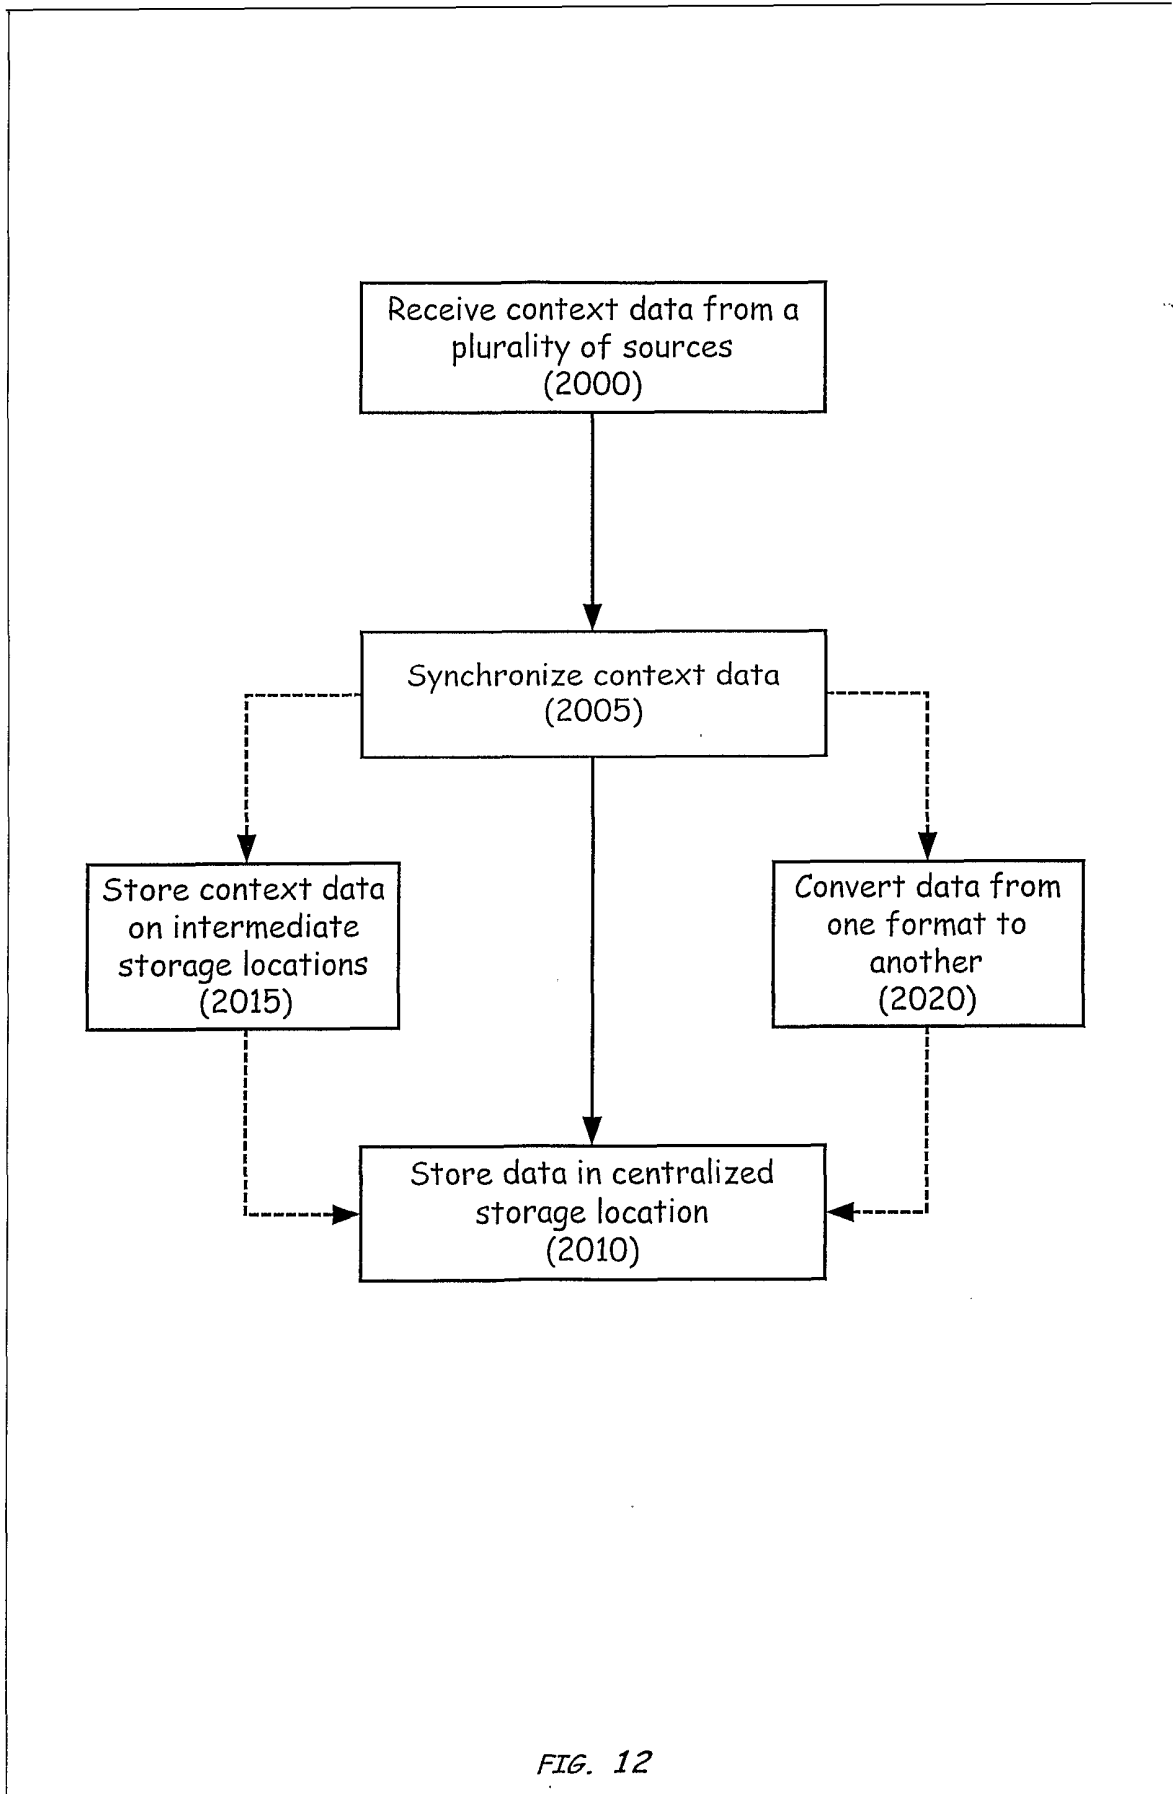 Receive context data from a
plurality of sources
(2000)
Synchronize context data
(2005)
Store context data
on intermediate
storage locations
(2015)
Convert data from
one format to
another
(2020)
Store data in centralized
storage location
(2010)
FIG. 12